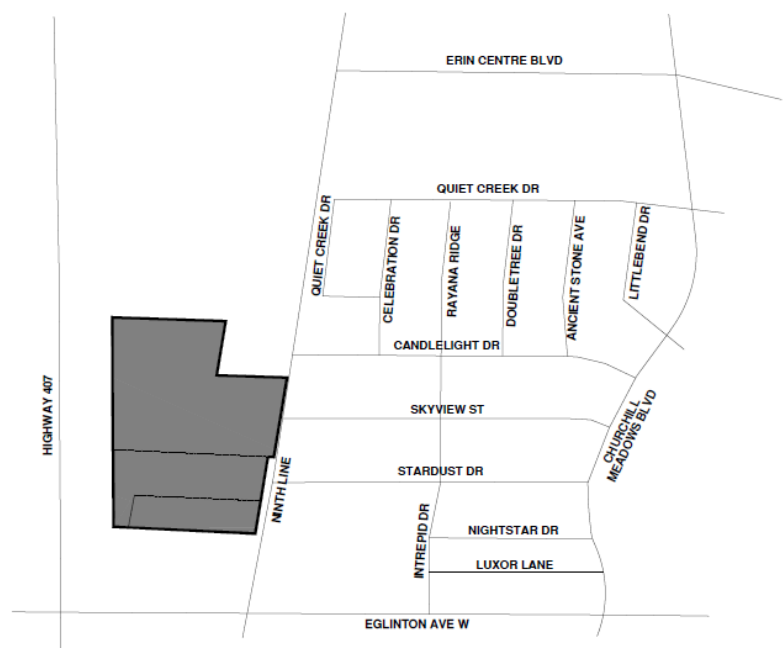 ERIN CENTRE BLVD
QUIET CREEK DR
QUIET CREEK DR
CELEBRATION DR
RAYANA RIDGE
DOUBLETREE DR
ANCIENT STONE AVE
LITTLEBEND DR
CANDLELIGHT DR
HIGHWAY 407
SKYVIEW ST
CHURCHILL
MEADOWS BLVD
STARDUST DR
NINTH LINE
INTREPID DR
NIGHTSTAR DR
LUXOR LANE
EGLINTON AVE W